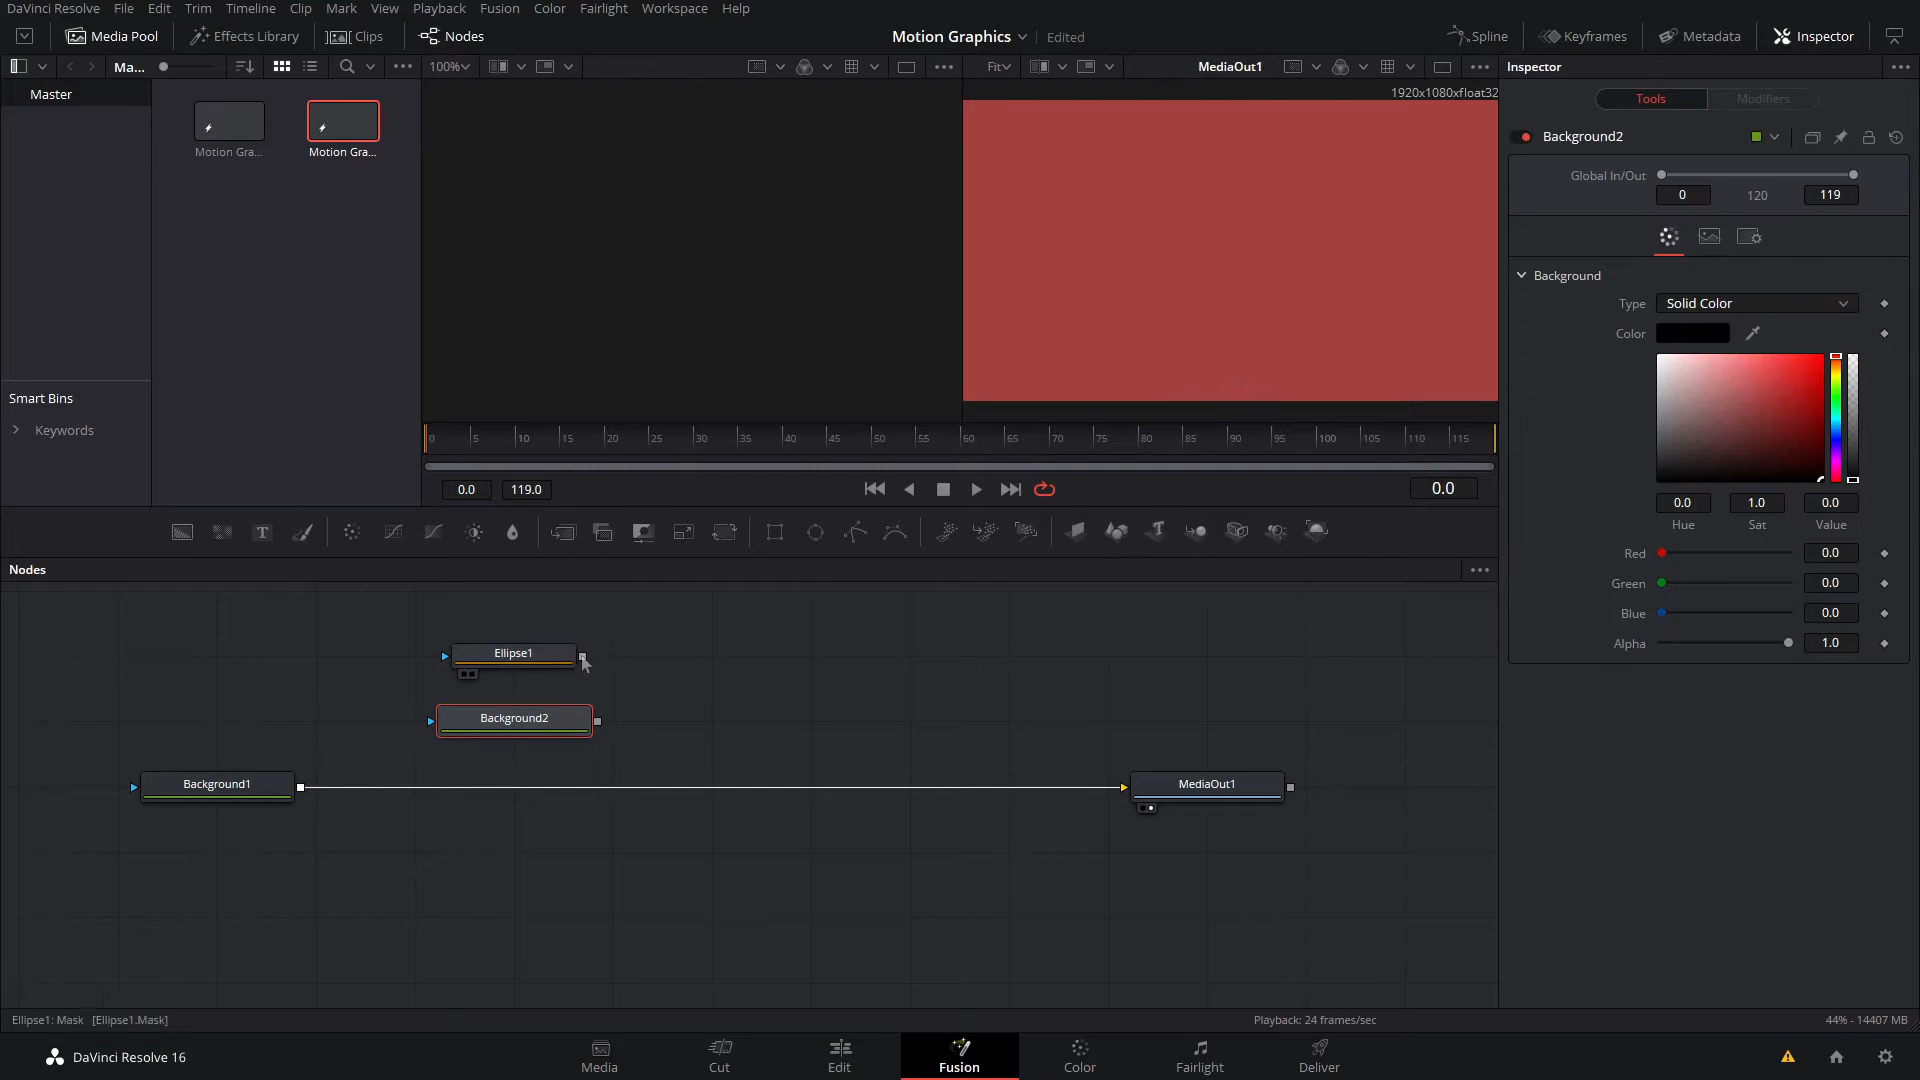 DaVinci Resolve File Edit Trim Timeline Clip Mark View Playback Fusion Color Fairlight Workspace Help
Media Pool Effects Library Clips Nodes Motion Graphics Edited Spline Keyframes Metadata Inspector
Ma... 100% Fit MediaOut1 Inspector
1920x1080xfloat32
Master
Motion Gra... Motion Gra...
Tools Modifiers
Background2
Global In/Out
0 120 119
Background
Type Solid Color
Color
0.0 1.0 0.0
Hue Sat Value
Red 0.0
Green 0.0
Blue 0.0
Alpha 1.0
Smart Bins
Keywords
0 5 10 15 20 25 30 35 40 45 50 55 60 65 70 75 80 85 90 95 100 105 110 115
0.0 119.0 0.0
T T
Nodes
Ellipse1
Background2
Background1 MediaOut1
Ellipse1: Mask [Ellipse1.Mask] Playback: 24 frames/sec 44% - 14407 MB
DaVinci Resolve 16 Media Cut Edit Fusion Color Fairlight Deliver